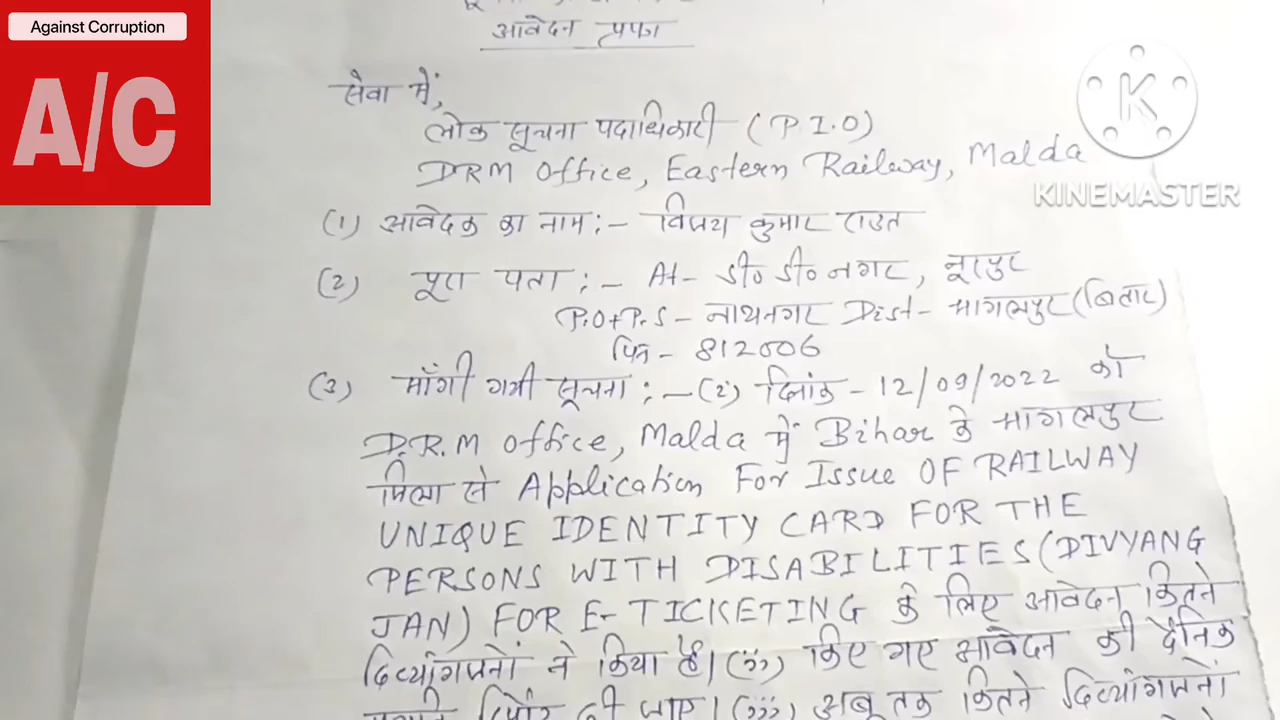 Against Corruption
A/C
K
KINEMASTER
आवेदन प्रपत्र
सेवा में,
लोक सूचना पदाधिकारी (P.I.O)
DRM Office, Eastern Railway, Malda
(1) आवेदक का नाम :- विजय कुमार राउत
(2) पूरा पता :- At- डी० डी० नगर, नूरपुर
P.O+P.S - नाथनगर Dist- भागलपुर (बिहार)
पिन - 812006
(3) माँगी गयी सूचना :- (i) दिनांक - 12/09/2022 को
D.R.M office, Malda में Bihar के भागलपुर
जिला से Application For Issue OF RAILWAY
UNIQUE IDENTITY CARD FOR THE
PERSONS WITH DISABILITIES (DIVYANG
JAN) FOR E-TICKETING के लिए आवेदन कितने
दिव्यांगजनों ने किया है। (ii) किए गए आवेदन की दैनिक
रिपोर्ट दी जाए। (iii) अब तक कितने दिव्यांगजनों